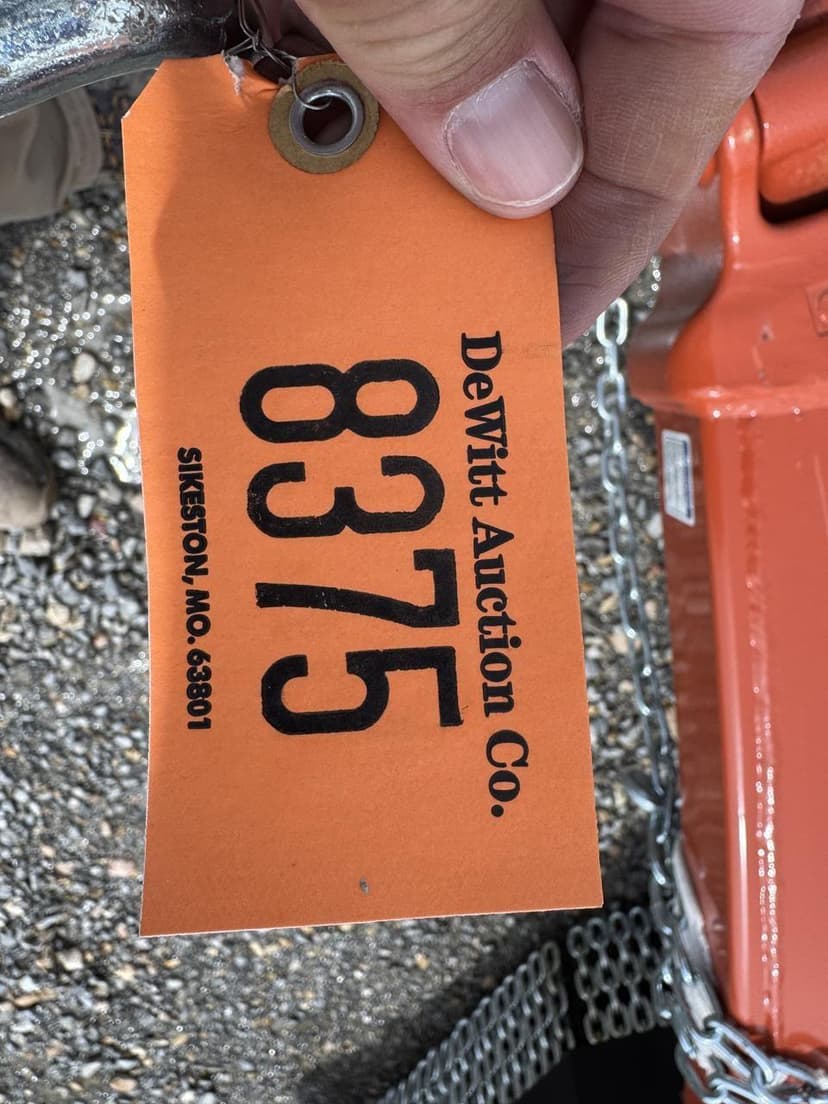 DeWitt Auction Co.
8375
SIKESTON, MO. 63801